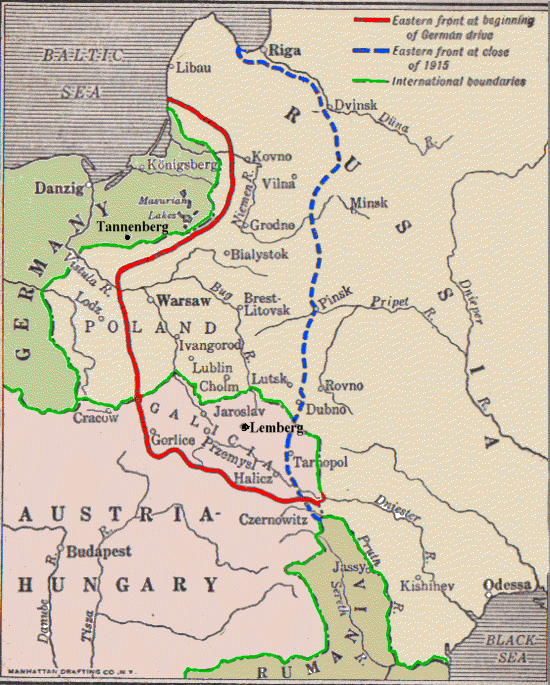 Eastern front at beginning
of German drive
Eastern front at close
of 1915
International boundaries
BALTIC
SEA
Riga
Libau
Dvinsk
Düna R.
RUSSIA
Königsberg
Kovno
Danzig
Vilna
Masurian
Lakes
Niemen R.
Minsk
Tannenberg
Grodno
GERMANY
Bialystok
Vistula R.
Lodz
Warsaw
Bug R.
Brest-
Litovsk
Pinsk
Pripet R.
Dnieper R.
POLAND
Ivangorod
Lublin
Cholm
Lutsk
Rovno
Dubno
Cracow
GALICIA
Jaroslav
Lemberg
Gorlice
Przemysl
Tarnopol
Halicz
Czernowitz
Dniester R.
AUSTRIA-
HUNGARY
Budapest
Danube R.
Tisza R.
Jassy
Pruth R.
Sereth R.
Kishinev
Odessa
BLACK
SEA
RUMANIA
MANHATTAN DRAFTING CO., N.Y.